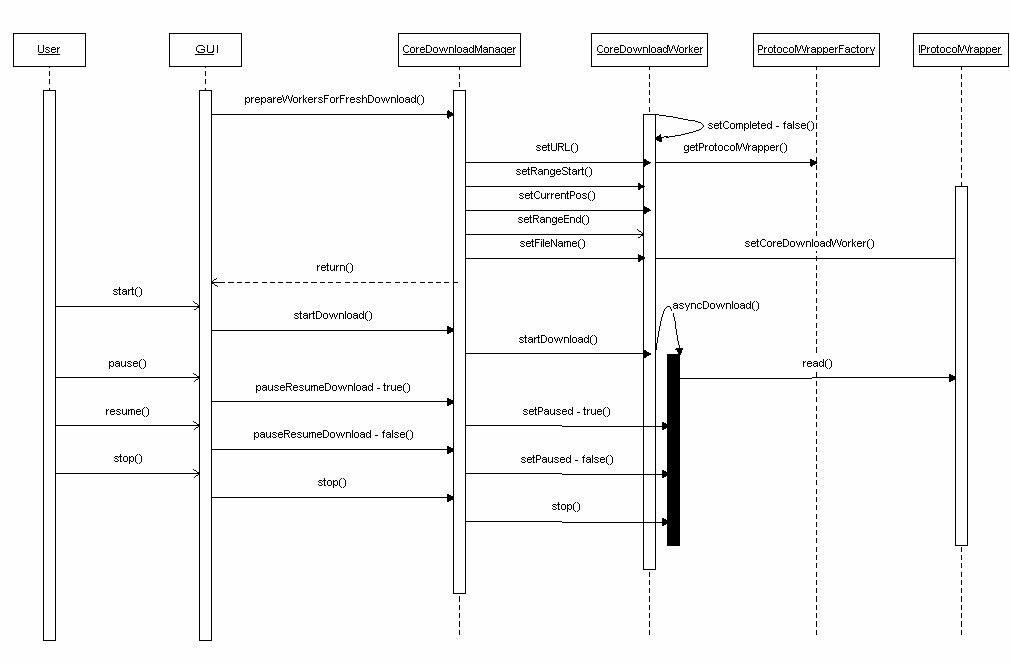 User
GUI
CoreDownloadManager
CoreDownloadWorker
ProtocolWrapperFactory
IProtocolWrapper
prepareWorkersForFreshDownload()
setCompleted - false()
setURL()
getProtocolWrapper()
setRangeStart()
setCurrentPos()
setRangeEnd()
setFileName()
setCoreDownloadWorker()
return()
start()
asyncDownload()
startDownload()
startDownload()
pause()
read()
pauseResumeDownload - true()
resume()
setPaused - true()
pauseResumeDownload - false()
stop()
setPaused - false()
stop()
stop()